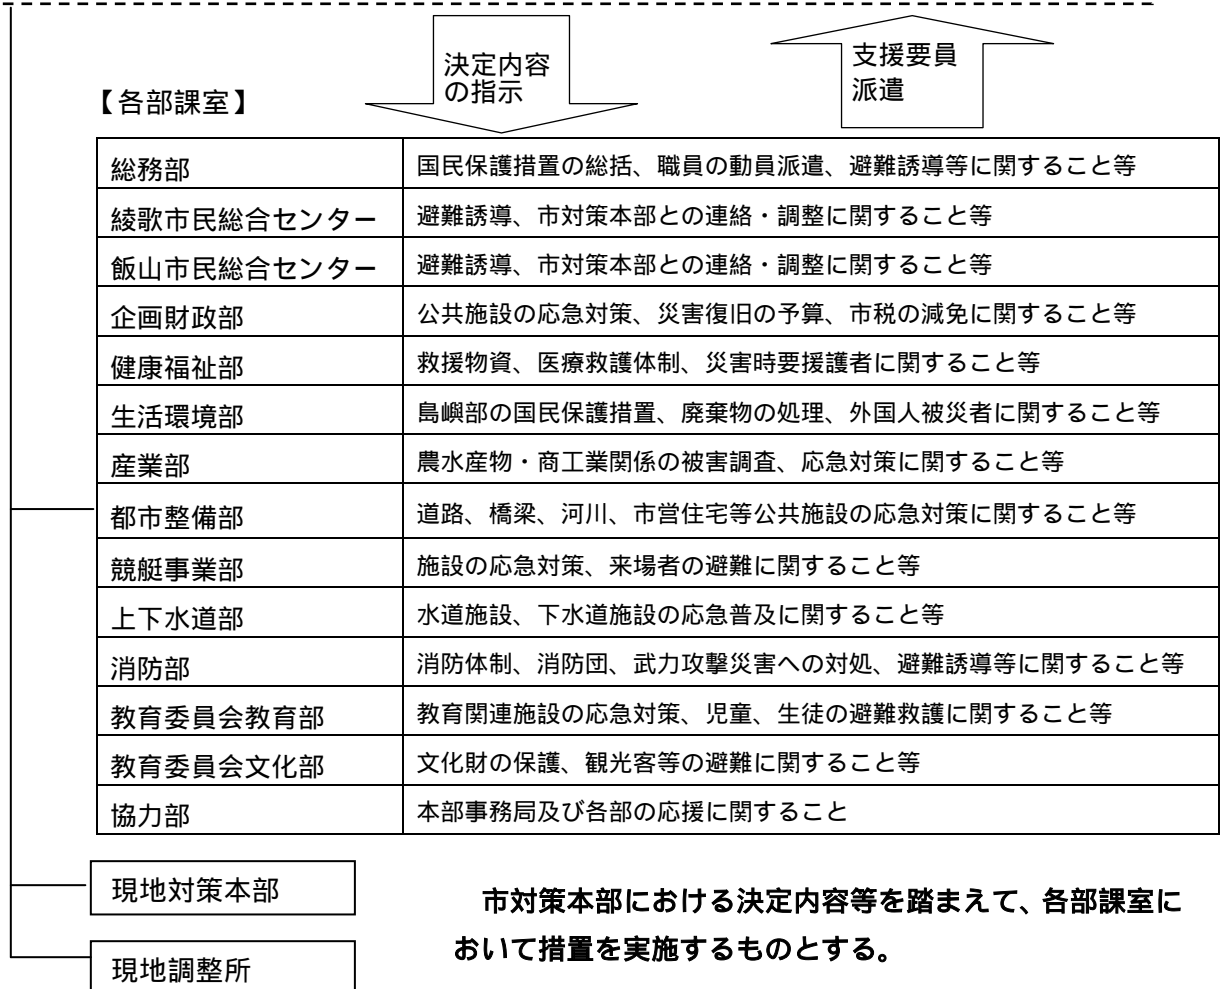 決定内容
の指示
支援要員
派遣
【各部課室】
総務部 国民保護措置の総括、職員の動員派遣、避難誘導等に関すること等
綾歌市民総合センター 避難誘導、市対策本部との連絡・調整に関すること等
飯山市民総合センター 避難誘導、市対策本部との連絡・調整に関すること等
企画財政部 公共施設の応急対策、災害復旧の予算、市税の減免に関すること等
健康福祉部 救援物資、医療救護体制、災害時要援護者に関すること等
生活環境部 島嶼部の国民保護措置、廃棄物の処理、外国人被災者に関すること等
産業部 農水産物・商工業関係の被害調査、応急対策に関すること等
都市整備部 道路、橋梁、河川、市営住宅等公共施設の応急対策に関すること等
競艇事業部 施設の応急対策、来場者の避難に関すること等
上下水道部 水道施設、下水道施設の応急普及に関すること等
消防部 消防体制、消防団、武力攻撃災害への対処、避難誘導等に関すること等
教育委員会教育部 教育関連施設の応急対策、児童、生徒の避難救護に関すること等
教育委員会文化部 文化財の保護、観光客等の避難に関すること等
協力部 本部事務局及び各部の応援に関すること
現地対策本部
市対策本部における決定内容等を踏まえて、各部課室に
おいて措置を実施するものとする。
現地調整所